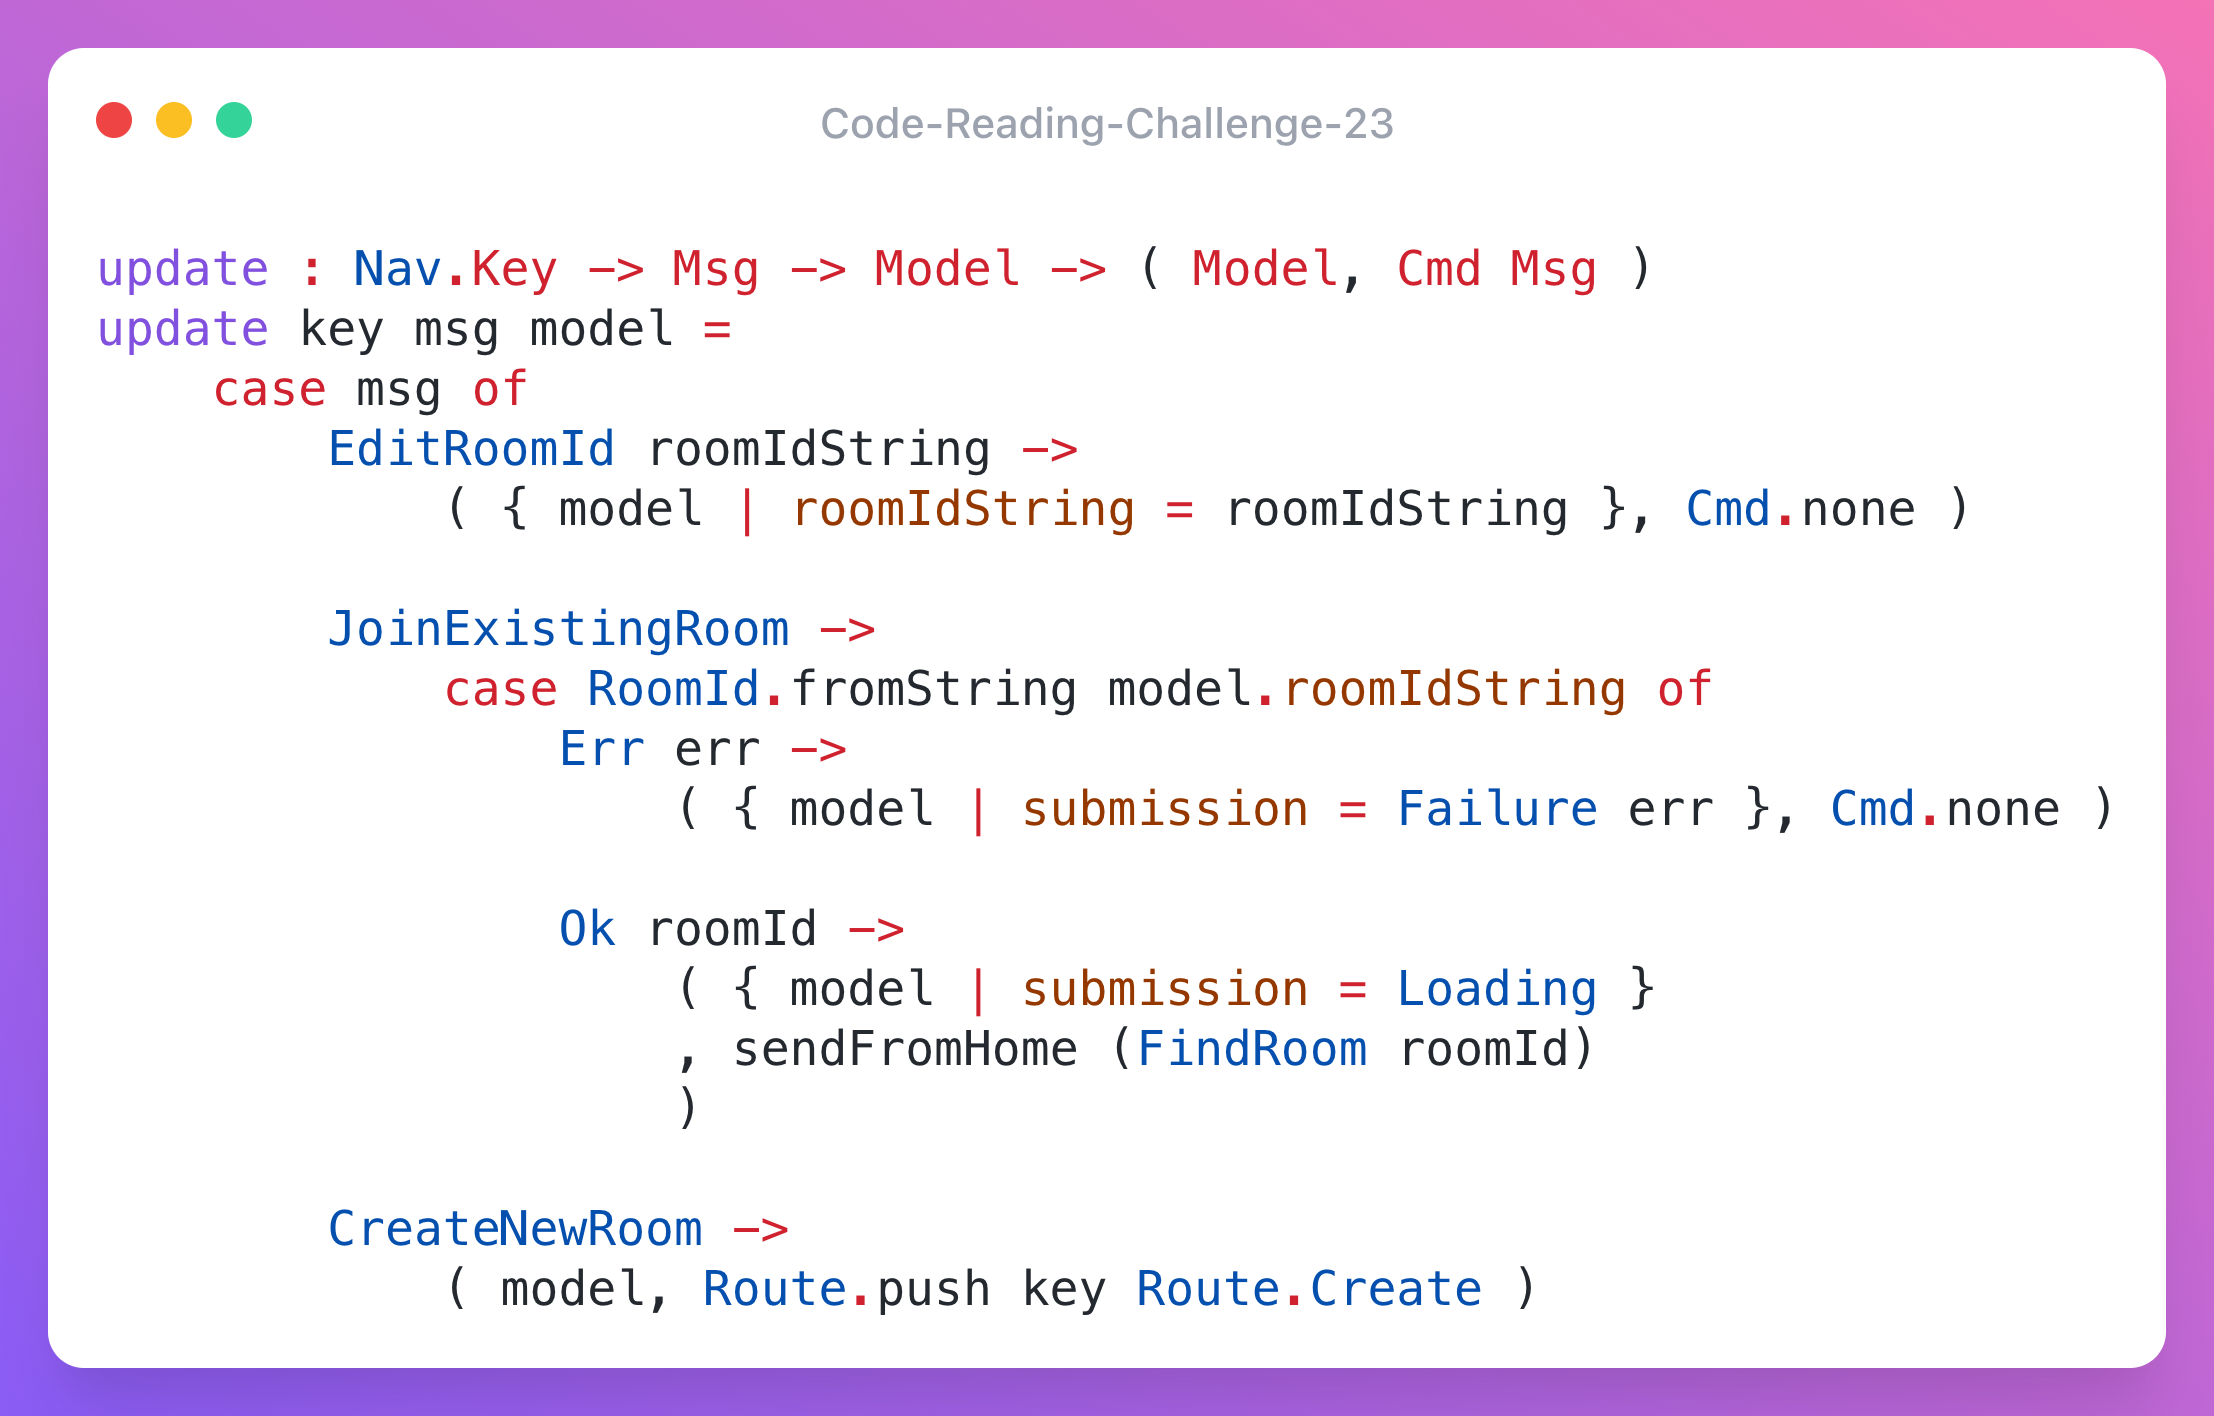 Code-Reading-Challenge-23
update : Nav.Key -> Msg -> Model -> ( Model, Cmd Msg )
update key msg model =
    case msg of
        EditRoomId roomIdString ->
            ( { model | roomIdString = roomIdString }, Cmd.none )

        JoinExistingRoom ->
            case RoomId.fromString model.roomIdString of
                Err err ->
                    ( { model | submission = Failure err }, Cmd.none )

                Ok roomId ->
                    ( { model | submission = Loading }
                    , sendFromHome (FindRoom roomId)
                    )

        CreateNewRoom ->
            ( model, Route.push key Route.Create )